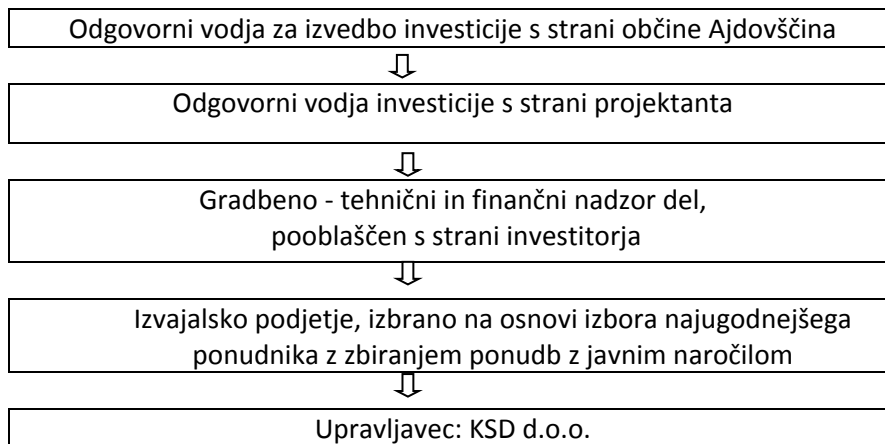 Odgovorni vodja za izvedbo investicije s strani občine Ajdovščina
Odgovorni vodja investicije s strani projektanta
Gradbeno - tehnični in finančni nadzor del,
pooblaščen s strani investitorja
Izvajalsko podjetje, izbrano na osnovi izbora najugodnejšega
ponudnika z zbiranjem ponudb z javnim naročilom
Upravljavec: KSD d.o.o.